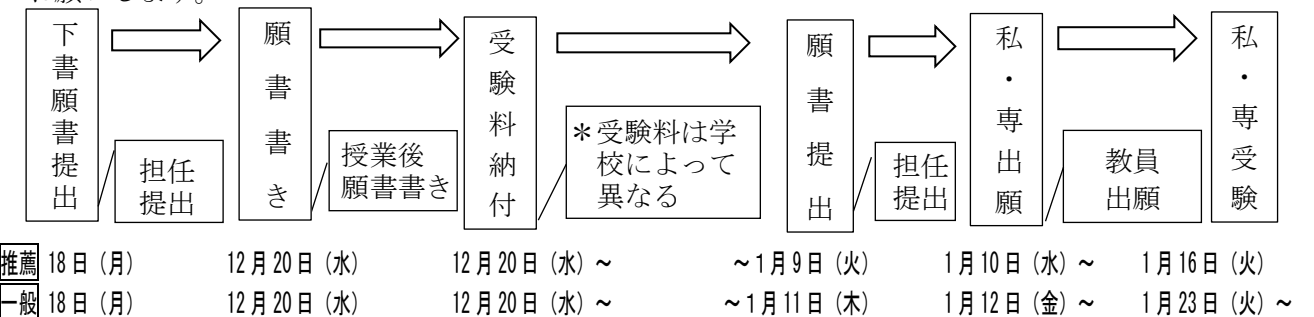 下書願書提出
担任
提出
願書書き
授業後
願書書き
受験料納付
＊受験料は学
校によって
異なる
願書提出
担任
提出
私・専出願
教員
出願
私・専受験
推薦 18日（月） 12月20日（水） 12月20日（水）～ ～1月9日（火） 1月10日（水）～ 1月16日（火）
一般 18日（月） 12月20日（水） 12月20日（水）～ ～1月11日（木） 1月12日（金）～ 1月23日（火）～